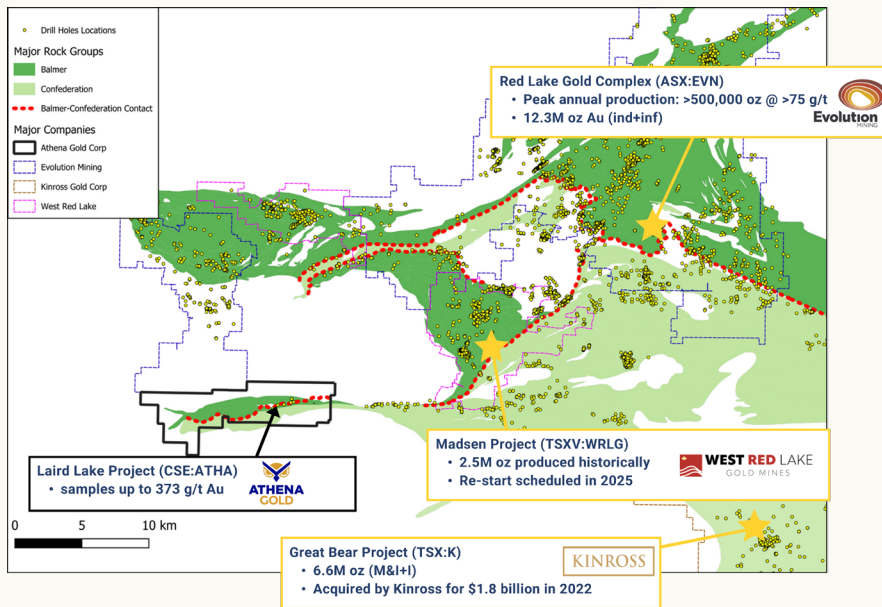 Drill Holes Locations
Major Rock Groups
Balmer
Confederation
Balmer-Confederation Contact
Major Companies
Athena Gold Corp
Evolution Mining
Kinross Gold Corp
West Red Lake
Red Lake Gold Complex (ASX:EVN)
• Peak annual production: >500,000 oz @ >75 g/t
• 12.3M oz Au (ind+inf)
Evolution
MINING
Laird Lake Project (CSE:ATHA)
• samples up to 373 g/t Au
ATHENA
GOLD
Madsen Project (TSXV:WRLG)
• 2.5M oz produced historically
• Re-start scheduled in 2025
WEST RED LAKE
GOLD MINES
0 5 10 km
Great Bear Project (TSX:K)
• 6.6M oz (M&I+I)
• Acquired by Kinross for $1.8 billion in 2022
KINROSS